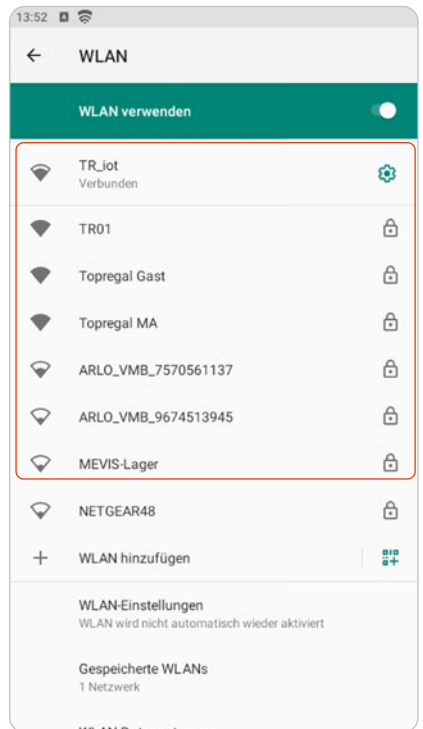 13:52
WLAN
WLAN verwenden
TR_iot
Verbunden
TR01
Topregal Gast
Topregal MA
ARLO_VMB_7570561137
ARLO_VMB_9674513945
MEVIS-Lager
NETGEAR48
WLAN hinzufügen
WLAN-Einstellungen
WLAN wird nicht automatisch wieder aktiviert
Gespeicherte WLANs
1 Netzwerk